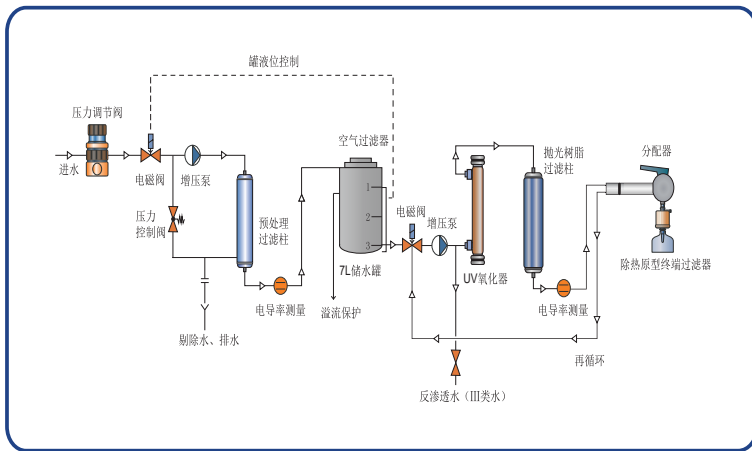 罐液位控制
压力调节阀
进水
电磁阀
增压泵
压力
控制阀
预处理
过滤柱
剔除水、排水
电导率测量
空气过滤器
1
2
3
7L储水罐
溢流保护
电磁阀
增压泵
UV氧化器
抛光树脂
过滤柱
电导率测量
分配器
除热原型终端过滤器
再循环
反渗透水（III类水）